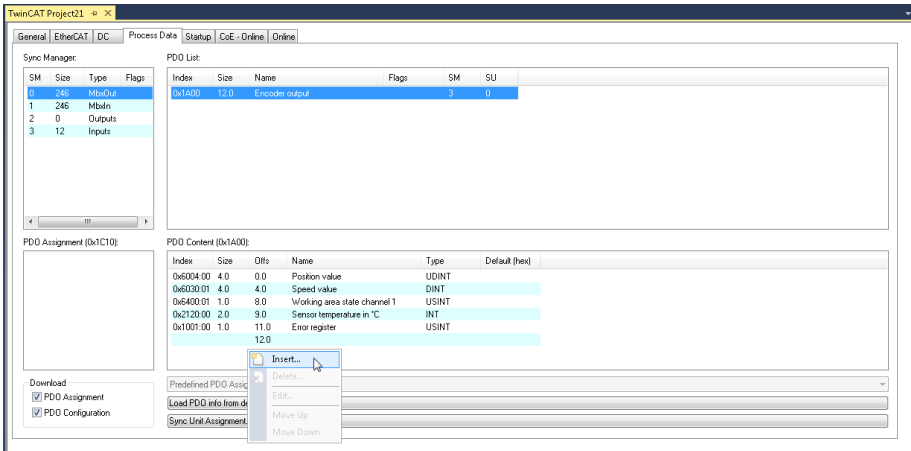 TwinCAT Project21
General EtherCAT DC Process Data Startup CoE - Online Online
Sync Manager:
SM Size Type Flags
0 246 MbxOut
1 246 MbxIn
2 0 Outputs
3 12 Inputs
PDO List:
Index Size Name Flags SM SU
0x1A00 12.0 Encoder output 3 0
PDO Assignment (0x1C10):
PDO Content (0x1A00):
Index Size Offs Name Type Default (hex)
0x6004:00 4.0 0.0 Position value UDINT
0x6030:01 4.0 4.0 Speed value DINT
0x6400:01 1.0 8.0 Working area state channel 1 USINT
0x2120:00 2.0 9.0 Sensor temperature in °C INT
0x1001:00 1.0 11.0 Error register USINT
12.0
Insert...
Delete...
Edit...
Move Up
Move Down
Download
PDO Assignment
PDO Configuration
Predefined PDO Assig
Load PDO info from de
Sync Unit Assignment.